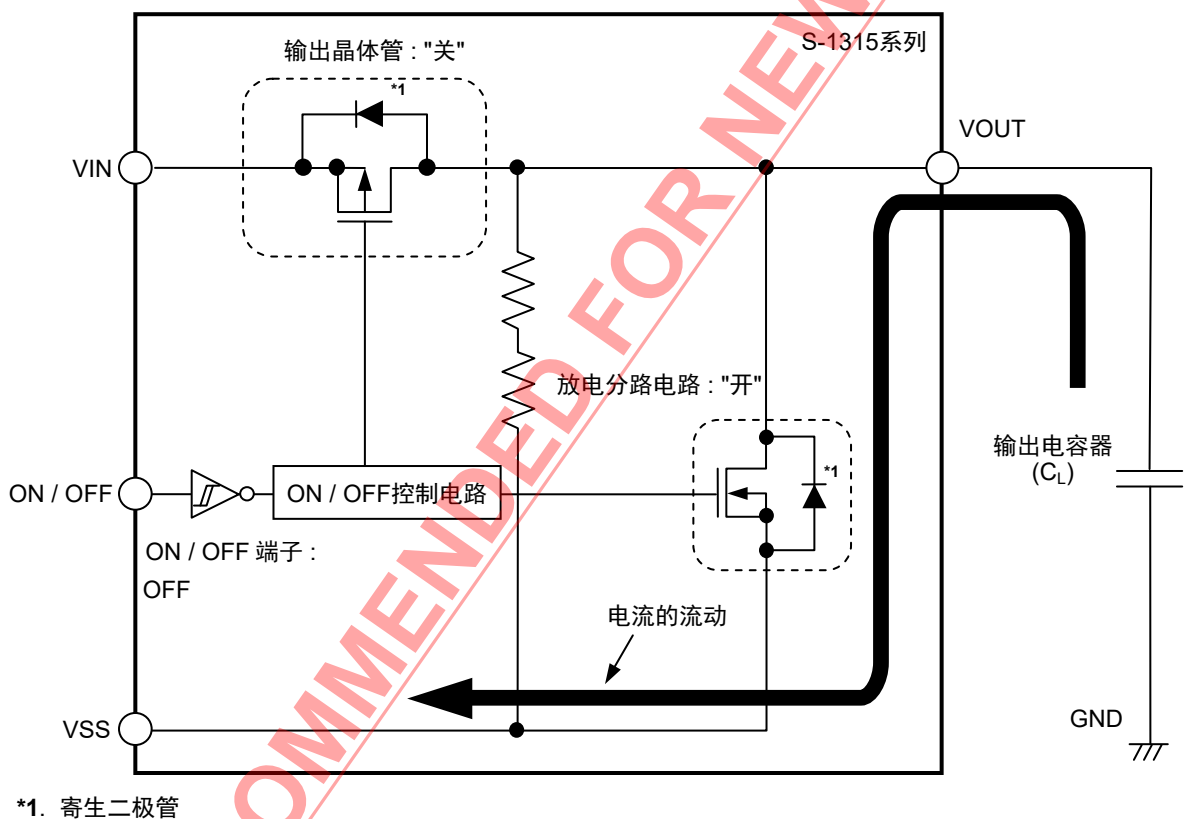 S-1315系列
输出晶体管 : "关"
*1
VOUT
VIN
放电分路电路 : "开"
*1
输出电容器
(CL)
ON / OFF
ON / OFF控制电路
ON / OFF 端子 :
OFF
电流的流动
VSS
GND
*1. 寄生二极管
OMMENDED FOR NEW